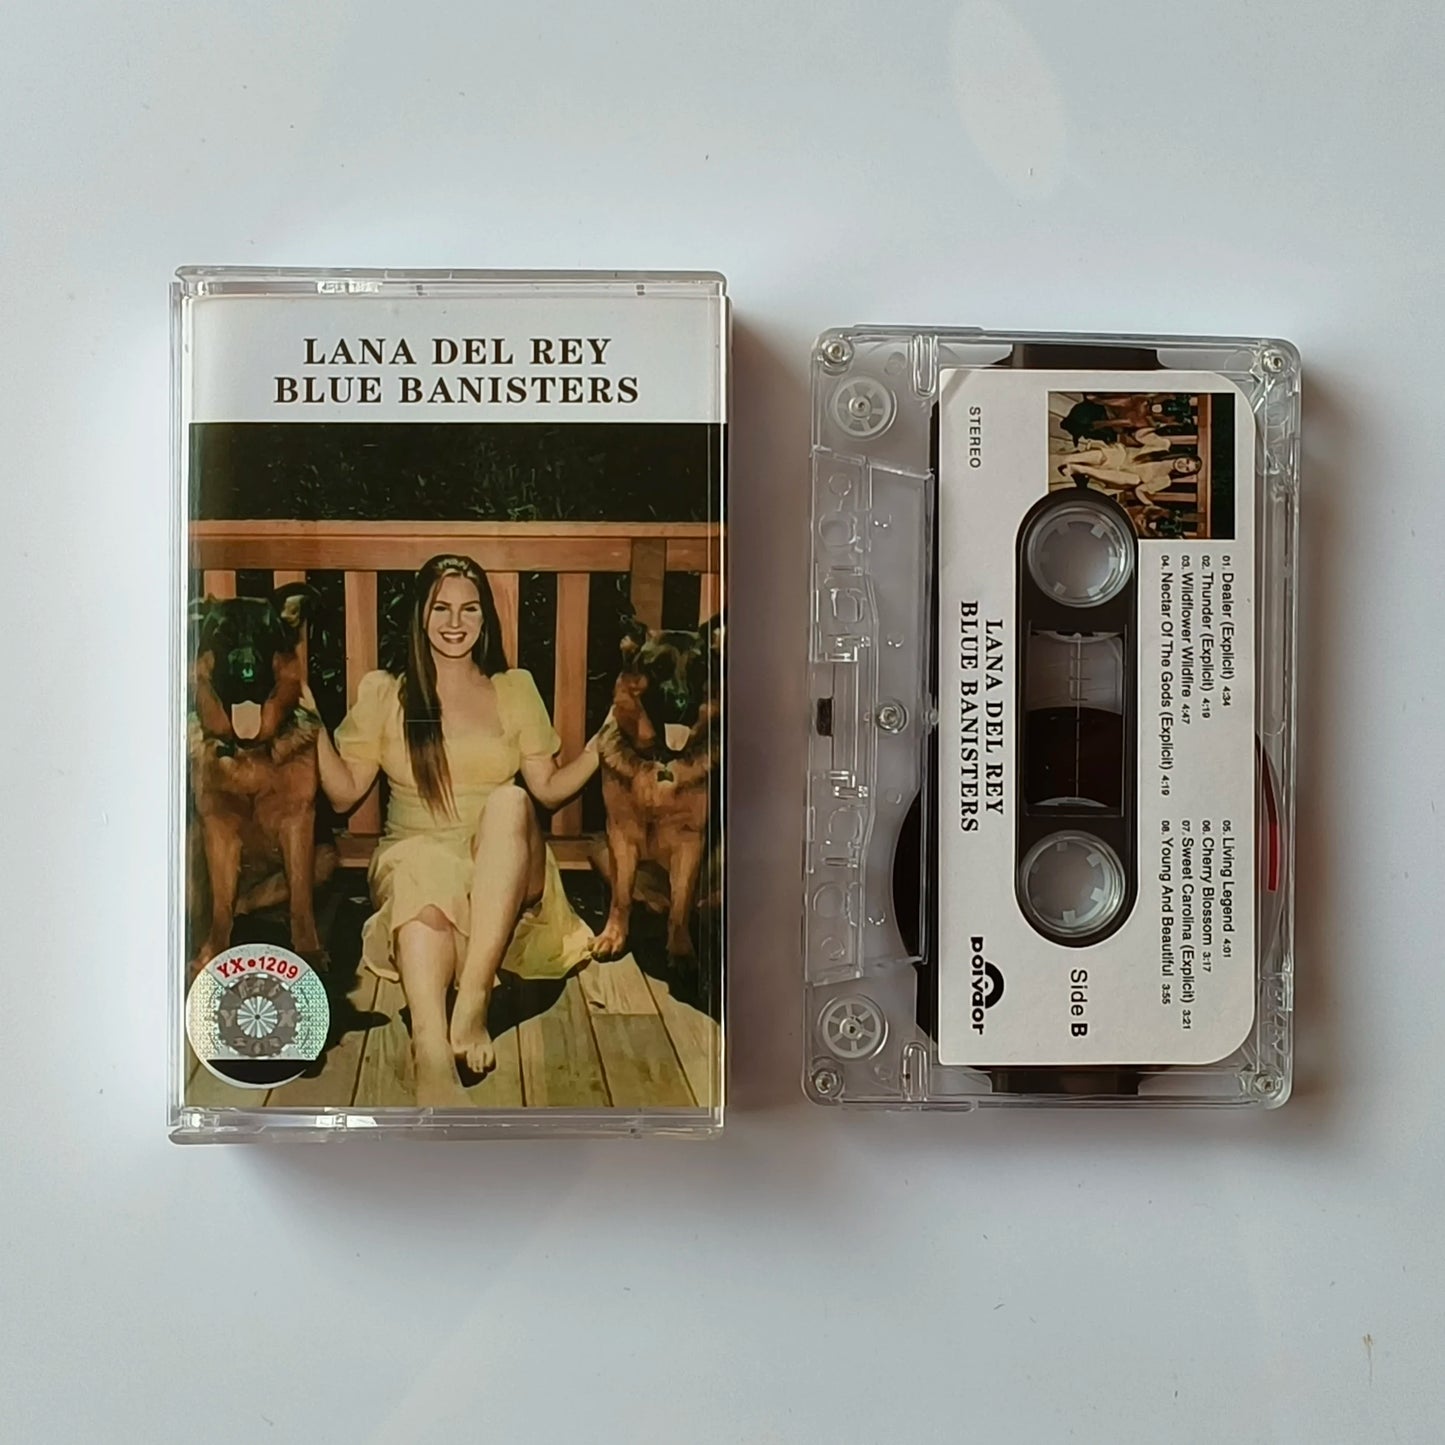 LANA DEL REY
BLUE BANISTERS
YX•1209
STEREO
LANA DEL REY
BLUE BANISTERS
01. Dealer (Explicit) 4:34
02. Thunder (Explicit) 4:19
03. Wildflower Wildfire 4:47
04. Nectar Of The Gods (Explicit) 4:19
05. Living Legend 4:01
06. Cherry Blossom 3:17
07. Sweet Carolina (Explicit) 3:21
08. Young And Beautiful 3:55
polvdor
Side B